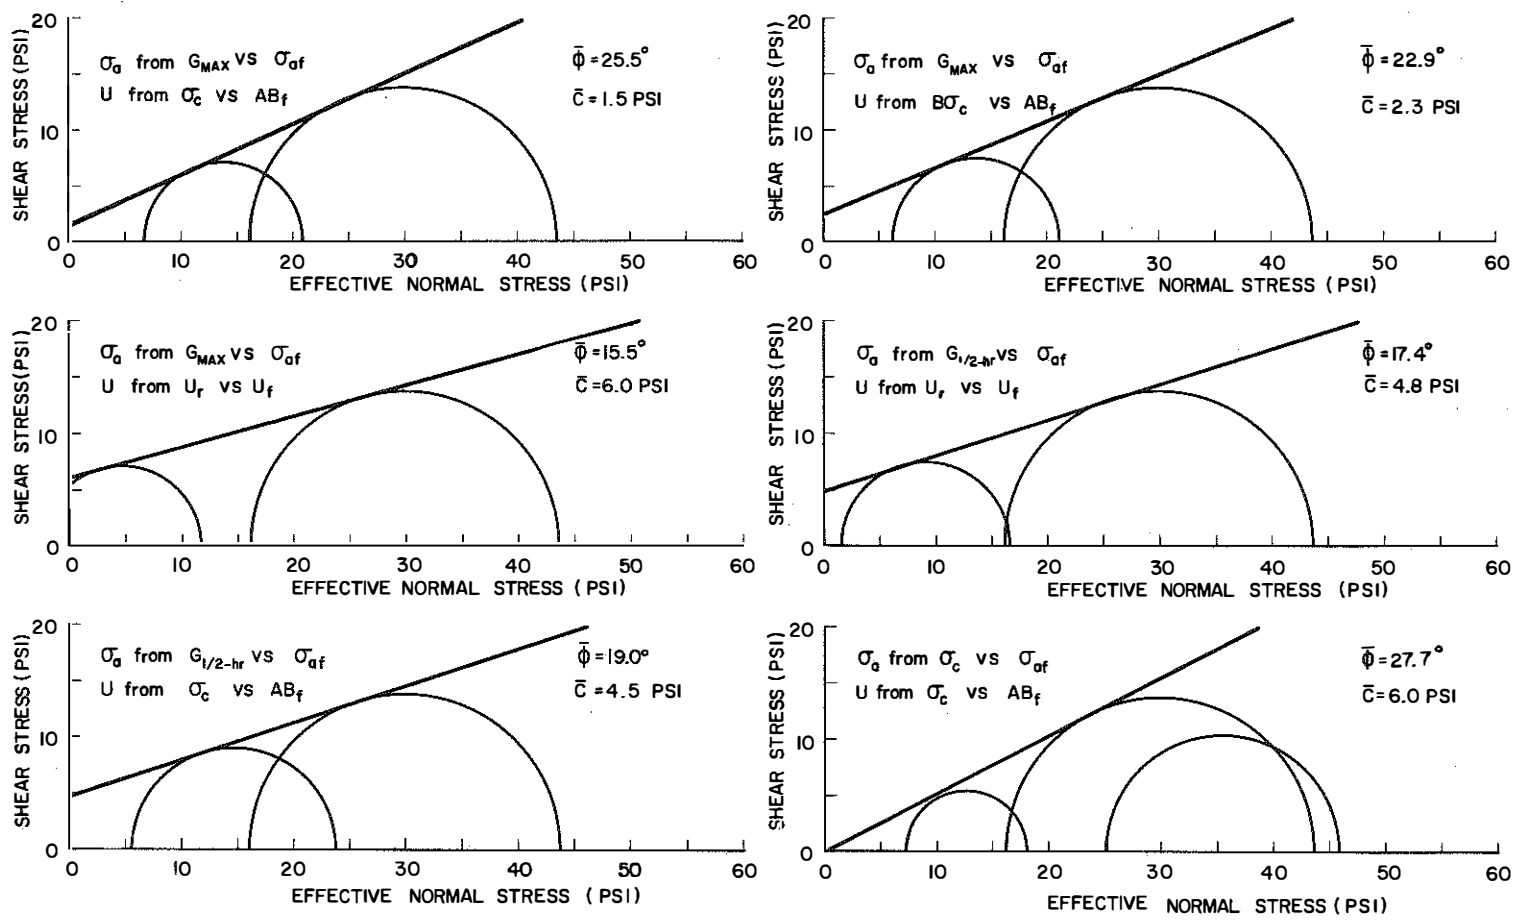 SHEAR STRESS (PSI)
20
10
0
σa from GMAX vs σaf
U from σc vs ABf
Φ̄ = 25.5°
C̄ = 1.5 PSI
0 10 20 30 40 50 60
EFFECTIVE NORMAL STRESS (PSI)
SHEAR STRESS (PSI)
20
10
0
σa from GMAX vs σaf
U from Bσc vs ABf
Φ̄ = 22.9°
C̄ = 2.3 PSI
0 10 20 30 40 50 60
EFFECTIVE NORMAL STRESS (PSI)
SHEAR STRESS (PSI)
20
10
0
σa from GMAX vs σaf
U from Ur vs Uf
Φ̄ = 15.5°
C̄ = 6.0 PSI
0 10 20 30 40 50 60
EFFECTIVE NORMAL STRESS (PSI)
SHEAR STRESS (PSI)
20
10
0
σa from G1/2-hr vs σaf
U from Ur vs Uf
Φ̄ = 17.4°
C̄ = 4.8 PSI
0 10 20 30 40 50 60
EFFECTIVE NORMAL STRESS (PSI)
SHEAR STRESS (PSI)
20
10
0
σa from G1/2-hr vs σaf
U from σc vs ABf
Φ̄ = 19.0°
C̄ = 4.5 PSI
0 10 20 30 40 50 60
EFFECTIVE NORMAL STRESS (PSI)
SHEAR STRESS (PSI)
20
10
0
σa from σc vs σaf
U from σc vs ABf
Φ̄ = 27.7°
C̄ = 6.0 PSI
0 10 20 30 40 50 60
EFFECTIVE NORMAL STRESS (PSI)